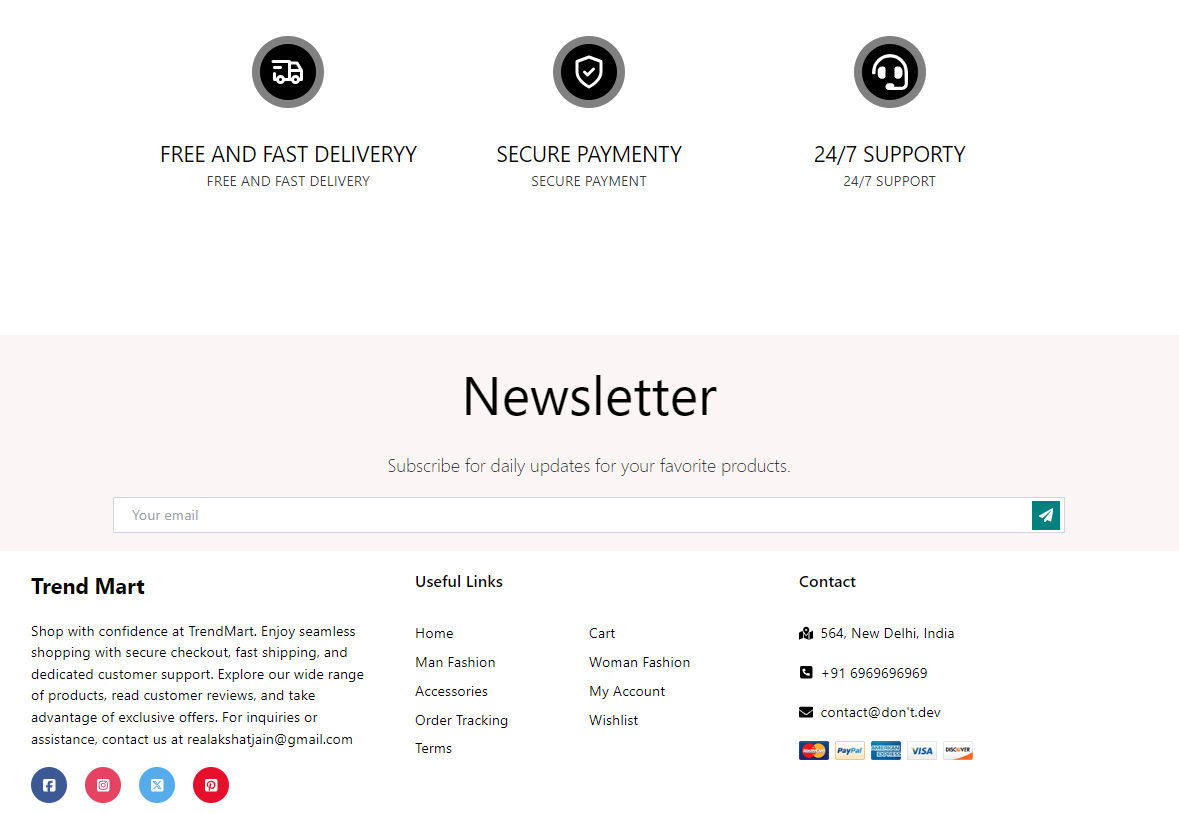 FREE AND FAST DELIVERYY
FREE AND FAST DELIVERY
SECURE PAYMENTY
SECURE PAYMENT
24/7 SUPPORTY
24/7 SUPPORT
Newsletter
Subscribe for daily updates for your favorite products.
Your email
Trend Mart
Shop with confidence at TrendMart. Enjoy seamless
shopping with secure checkout, fast shipping, and
dedicated customer support. Explore our wide range
of products, read customer reviews, and take
advantage of exclusive offers. For inquiries or
assistance, contact us at realakshatjain@gmail.com
Useful Links
Home
Man Fashion
Accessories
Order Tracking
Terms
Cart
Woman Fashion
My Account
Wishlist
Contact
564, New Delhi, India
+91 6969696969
contact@don't.dev
MasterCard
PayPal
AMERICAN EXPRESS
VISA
DISCOVER